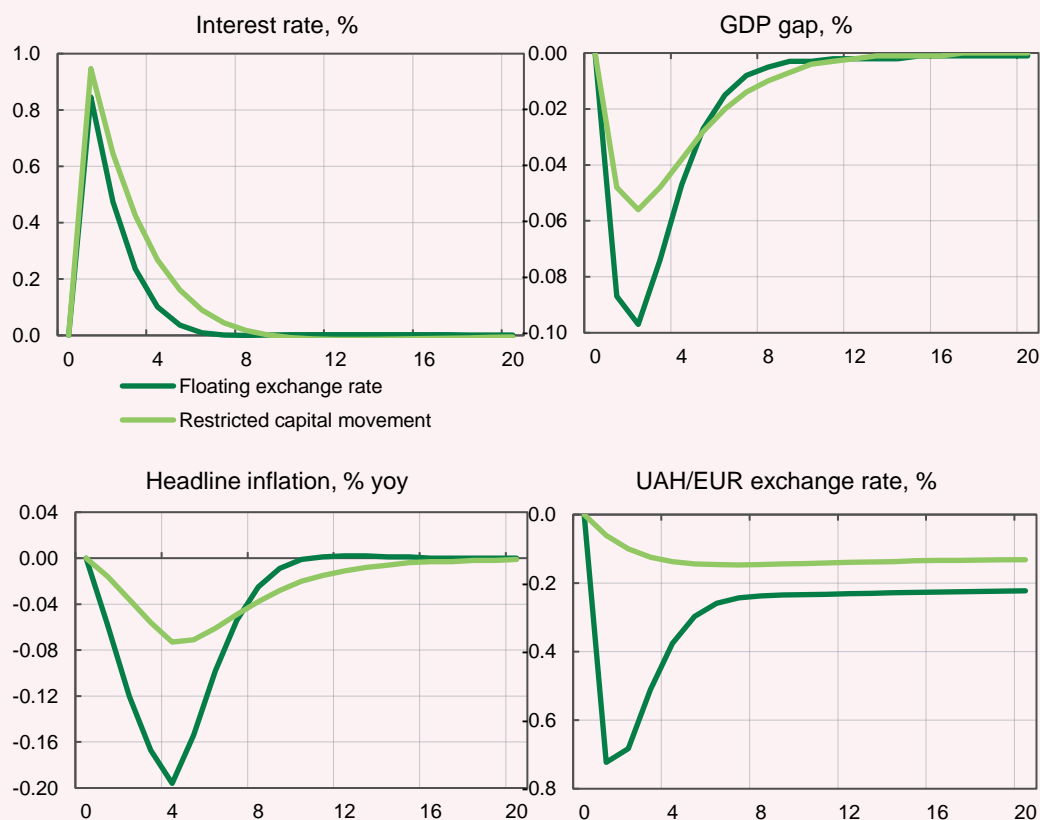 Interest rate, %
1.0
0.8
0.6
0.4
0.2
0.0
0 4 8 12 16 20
GDP gap, %
0.00
-0.02
-0.04
-0.06
-0.08
-0.10
0 4 8 12 16 20
Floating exchange rate
Restricted capital movement
Headline inflation, % yoy
0.04
0.00
-0.04
-0.08
-0.12
-0.16
-0.20
0 4 8 12 16 20
UAH/EUR exchange rate, %
0.0
-0.2
-0.4
-0.6
-0.8
0 4 8 12 16 20